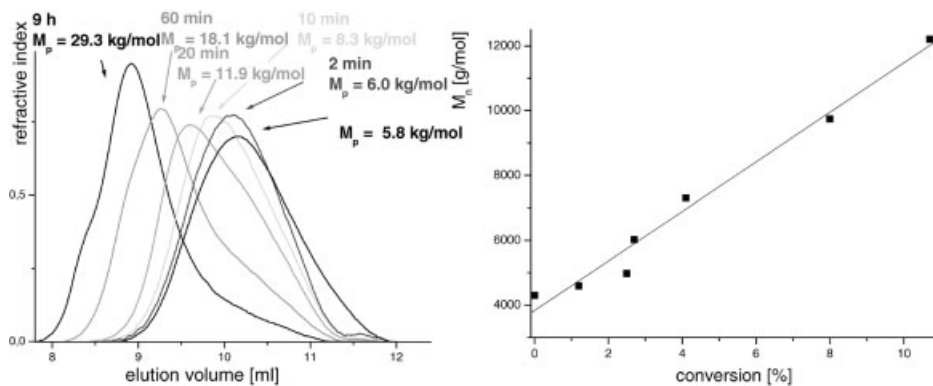 9 h
M_p = 29.3 kg/mol
60 min
M_p = 18.1 kg/mol
20 min
M_p = 11.9 kg/mol
10 min
M_p = 8.3 kg/mol
2 min
M_p = 6.0 kg/mol
M_p = 5.8 kg/mol
refractive index
0,5
0,0
8 9 10 11 12
elution volume [ml]
M_n [g/mol]
12000
10000
8000
6000
4000
2000
0 2 4 6 8 10
conversion [%]